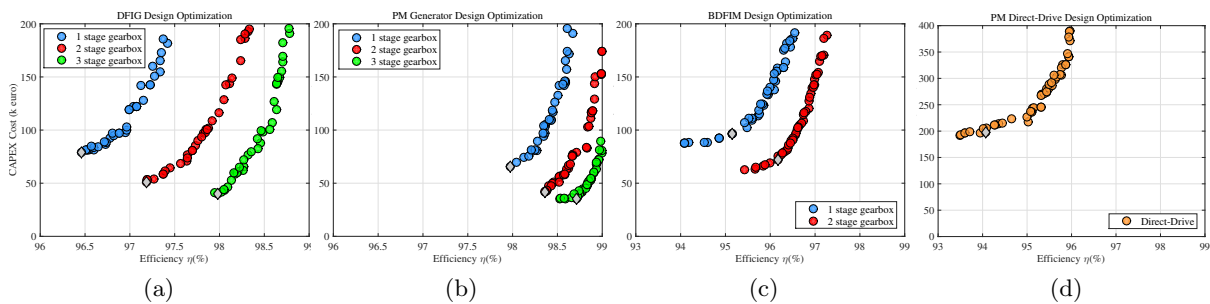 DFIG Design Optimization
CAPEX Cost (k euro)
200
150
100
50
0
1 stage gearbox
2 stage gearbox
3 stage gearbox
96 96.5 97 97.5 98 98.5 99
Efficiency η(%)
(a)
PM Generator Design Optimization
200
150
100
50
0
1 stage gearbox
2 stage gearbox
3 stage gearbox
96 96.5 97 97.5 98 98.5 99
Efficiency η(%)
(b)
BDFIM Design Optimization
200
150
100
50
0
1 stage gearbox
2 stage gearbox
93 94 95 96 97 98 99
Efficiency η(%)
(c)
PM Direct-Drive Design Optimization
400
350
300
250
200
150
100
50
0
Direct-Drive
93 94 95 96 97 98 99
Efficiency η(%)
(d)